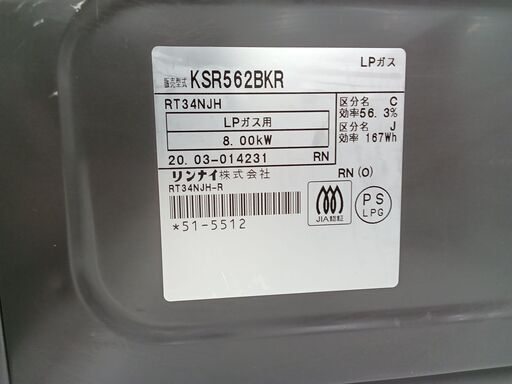 LPガス
販売型式 KSR562BKR
RT34NJH
LPガス用
8.00kW
区分名 C
効率56.3%
区分名 J
効率 167Wh
20.03-014231 RN
リンナイ株式会社
RN(O)
RT34NJH-R
*51-5512
JIA認証
PS
LPG